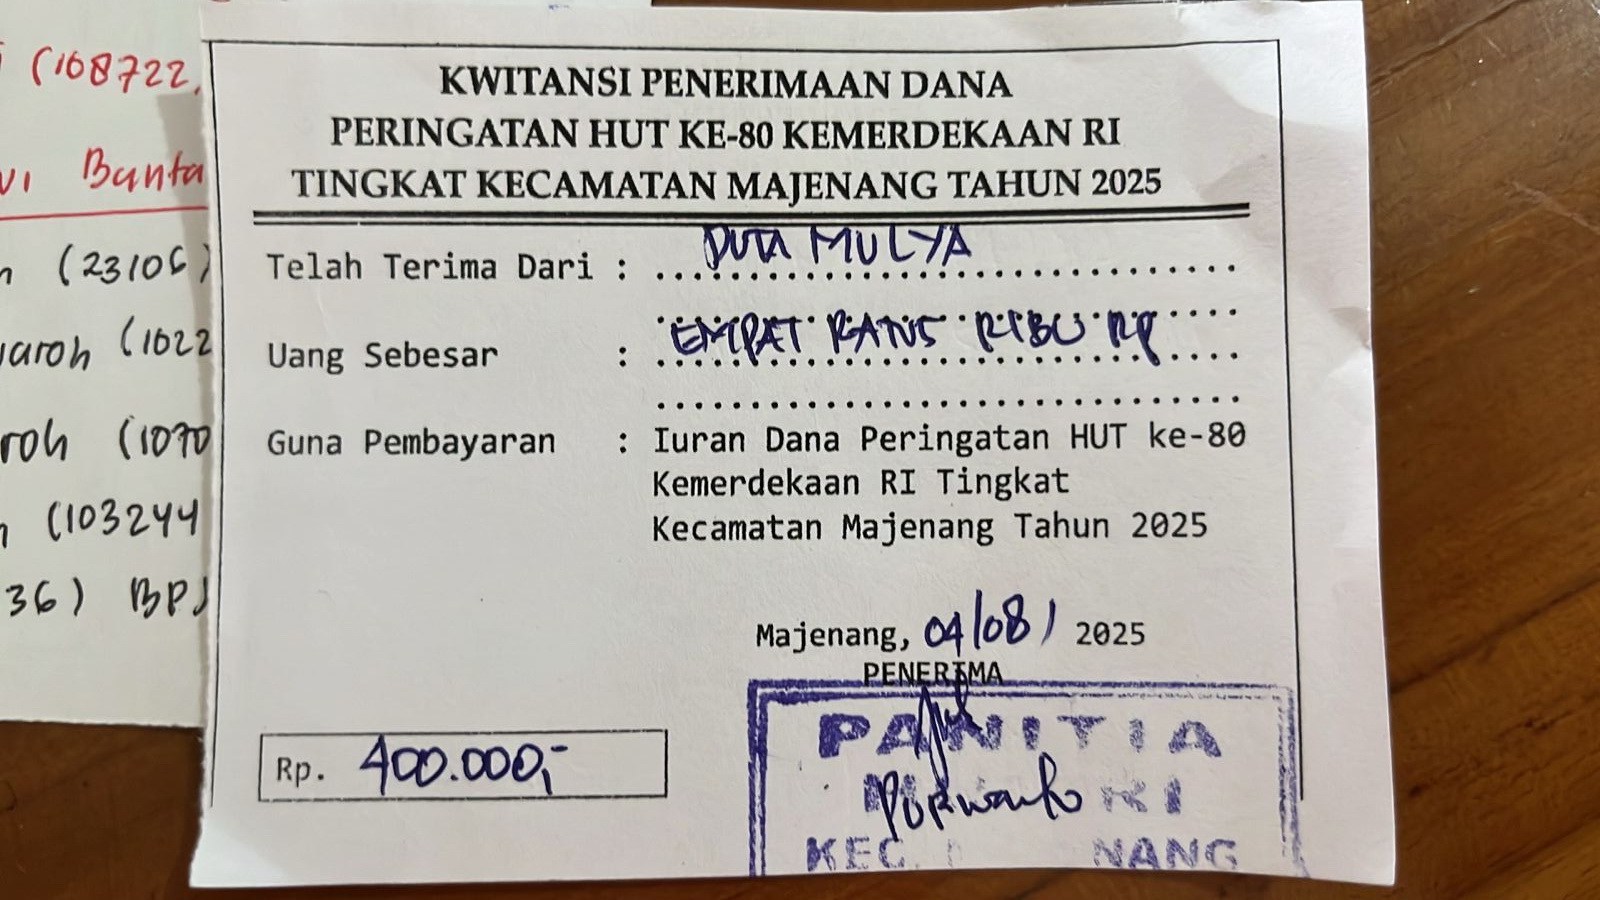 (108722,
Banta
(23106)
aroh (1022
roh (1070
(103244
36) BPJ
KWITANSI PENERIMAAN DANA
PERINGATAN HUT KE-80 KEMERDEKAAN RI
TINGKAT KECAMATAN MAJENANG TAHUN 2025
Telah Terima Dari : DUTA MULYA
Uang Sebesar : EMPAT RATUS RIBU RP
Guna Pembayaran : Iuran Dana Peringatan HUT ke-80
Kemerdekaan RI Tingkat
Kecamatan Majenang Tahun 2025
Majenang, 04/08/ 2025
PENERIMA
PANITIA
RI
Purwanto
KEC. NANG
Rp. 400.000,-